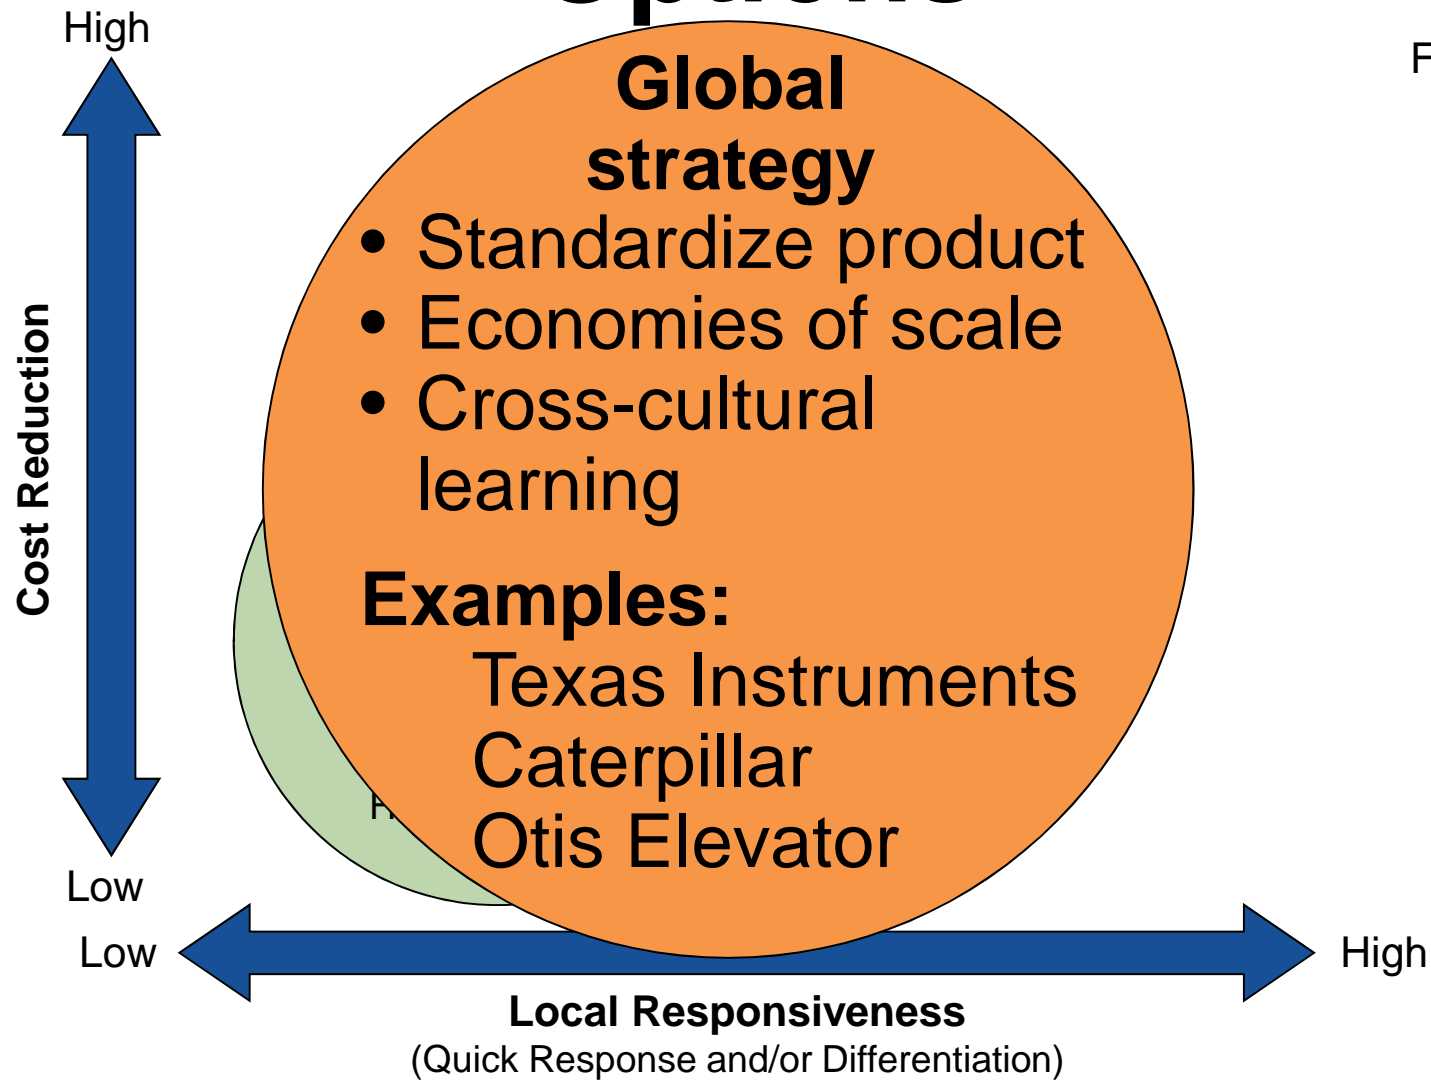 High
Global
strategy
• Standardize product
• Economies of scale
• Cross-cultural
learning
Examples:
Texas Instruments
Caterpillar
Otis Elevator
Cost Reduction
Low
Low
High
Local Responsiveness
(Quick Response and/or Differentiation)